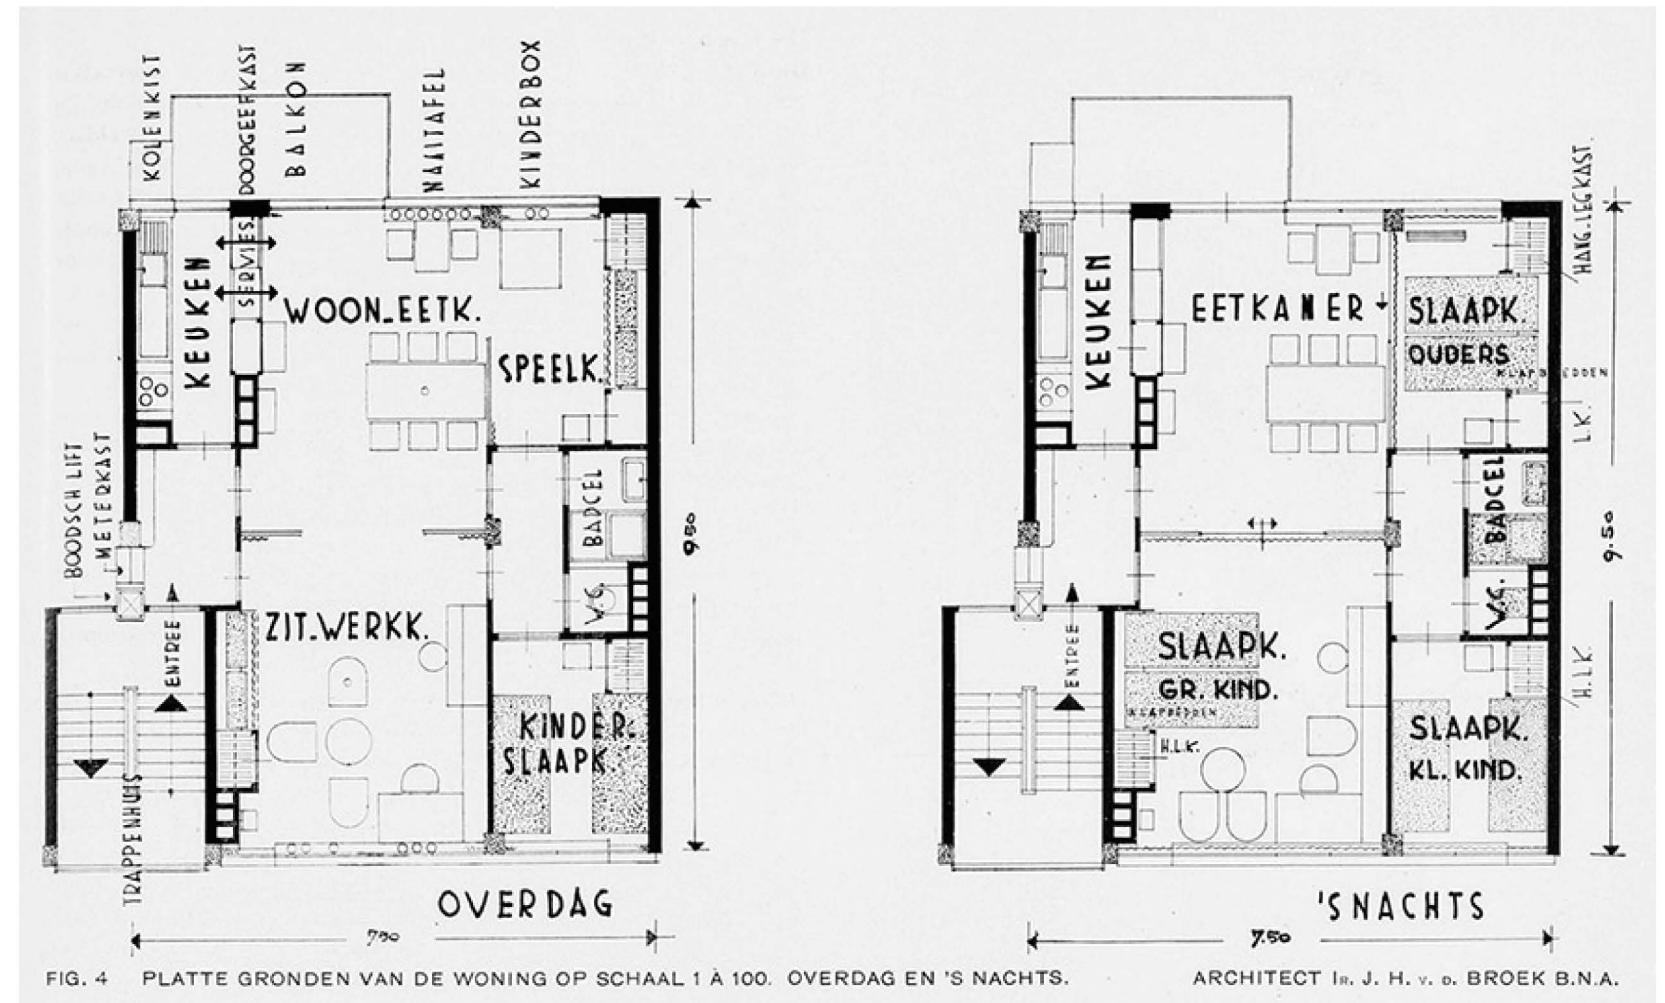 KOLENKIST
DOORGEEFKAST
BALKON
NAAITAFEL
KINDERBOX
SERVIES
KEUKEN
WOON_EETK.
SPEELK.
BOODSCH LIFT
METERKAST
BADCEL
W.C.
9.50
ENTREE
ZIT_WERKK.
KINDER.
SLAAPK.
TRAPPENHUIS
OVERDAG
7.50
HANG_LEGKAST.
KEUKEN
EETKAMER
SLAAPK.
OUDERS
KLAPBEDDEN
L.K.
BADCEL
W.C.
9.50
ENTREE
SLAAPK.
GR. KIND.
KLAPBEDDEN
H.L.K.
H.L.K
SLAAPK.
KL. KIND.
'S NACHTS
7.50
FIG. 4 PLATTE GRONDEN VAN DE WONING OP SCHAAL 1 À 100. OVERDAG EN 'S NACHTS. ARCHITECT IR. J. H. V. D. BROEK B.N.A.